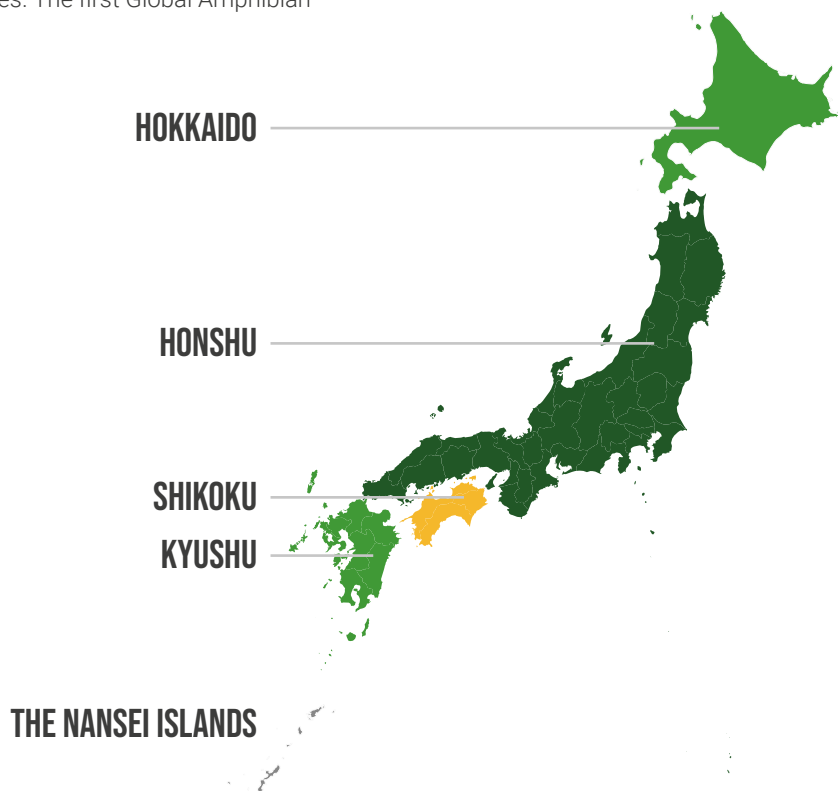 es: The first Global Amphibian
HOKKAIDO
HONSHU
SHIKOKU
KYUSHU
THE NANSEI ISLANDS